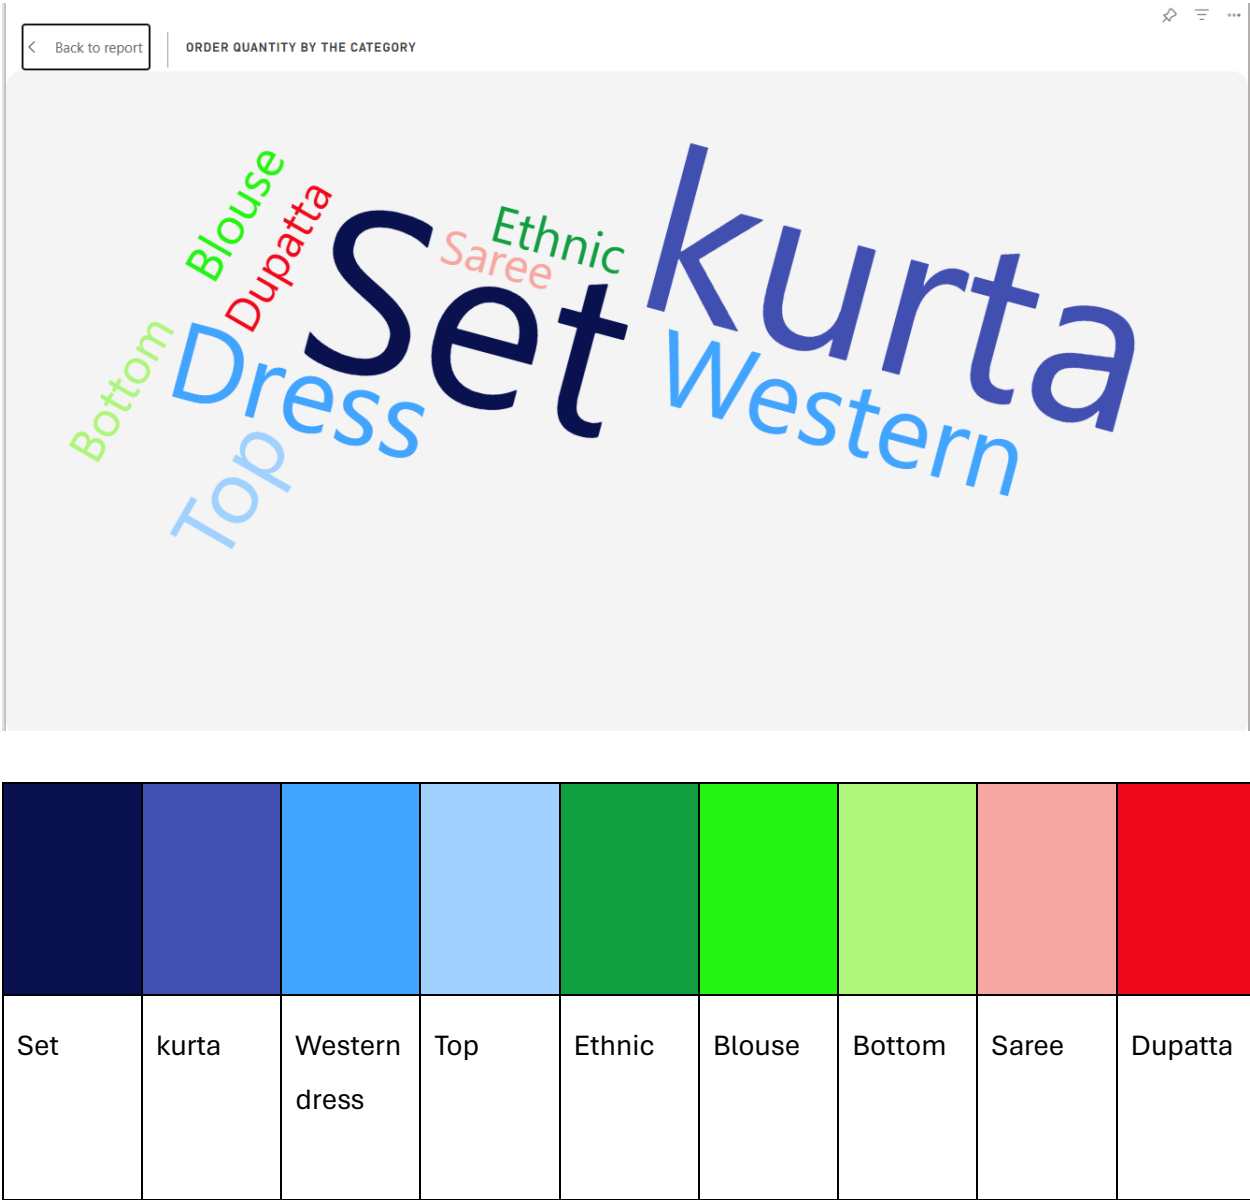 Back to report
ORDER QUANTITY BY THE CATEGORY
Blouse
Dupatta
Set
Ethnic
Saree
kurta
Bottom
Dress
Western
Top
Set
kurta
Western
dress
Top
Ethnic
Blouse
Bottom
Saree
Dupatta